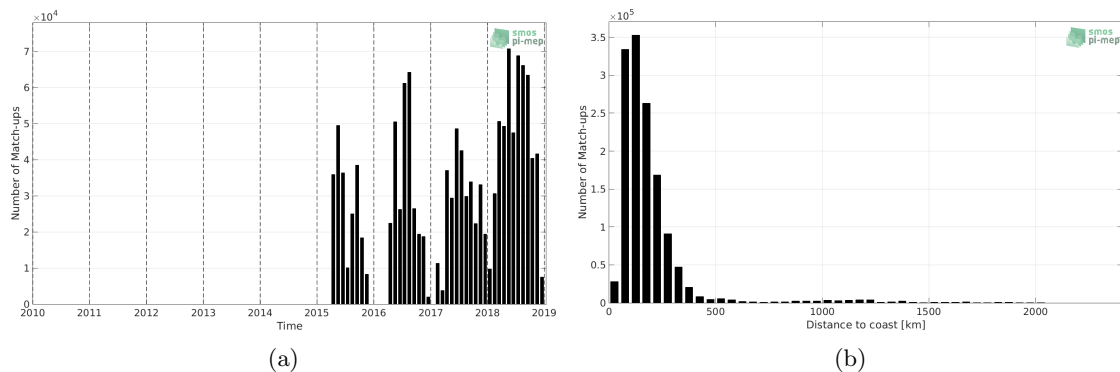 ×10⁴
smos
pi-mep
7
6
5
4
3
2
1
0
Number of Match-ups
2010 2011 2012 2013 2014 2015 2016 2017 2018 2019
Time
(a)
×10⁵
smos
pi-mep
3.5
3
2.5
2
1.5
1
0.5
0
Number of Match-ups
0 500 1000 1500 2000
Distance to coast [km]
(b)